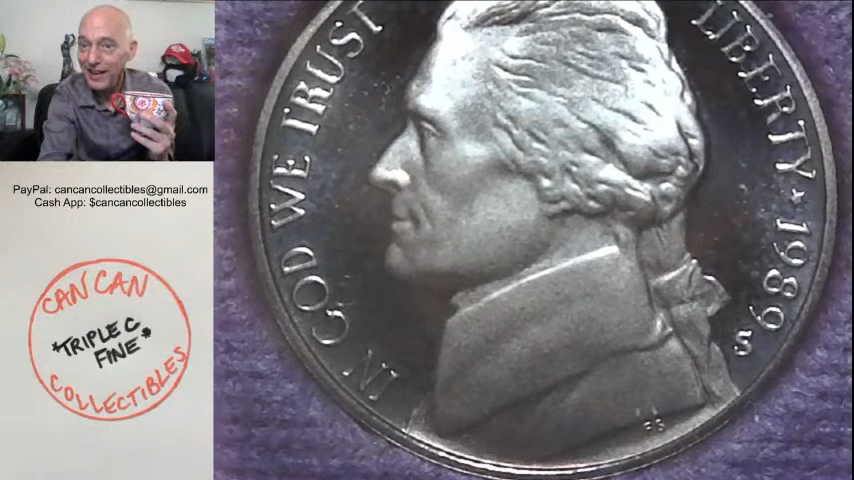 PayPal: cancancollectibles@gmail.com
Cash App: $cancancollectibles
CAN CAN
*TRIPLE C
FINE*
COLLECTIBLES
IN GOD WE TRUST
LIBERTY ★ 1989
S
FS